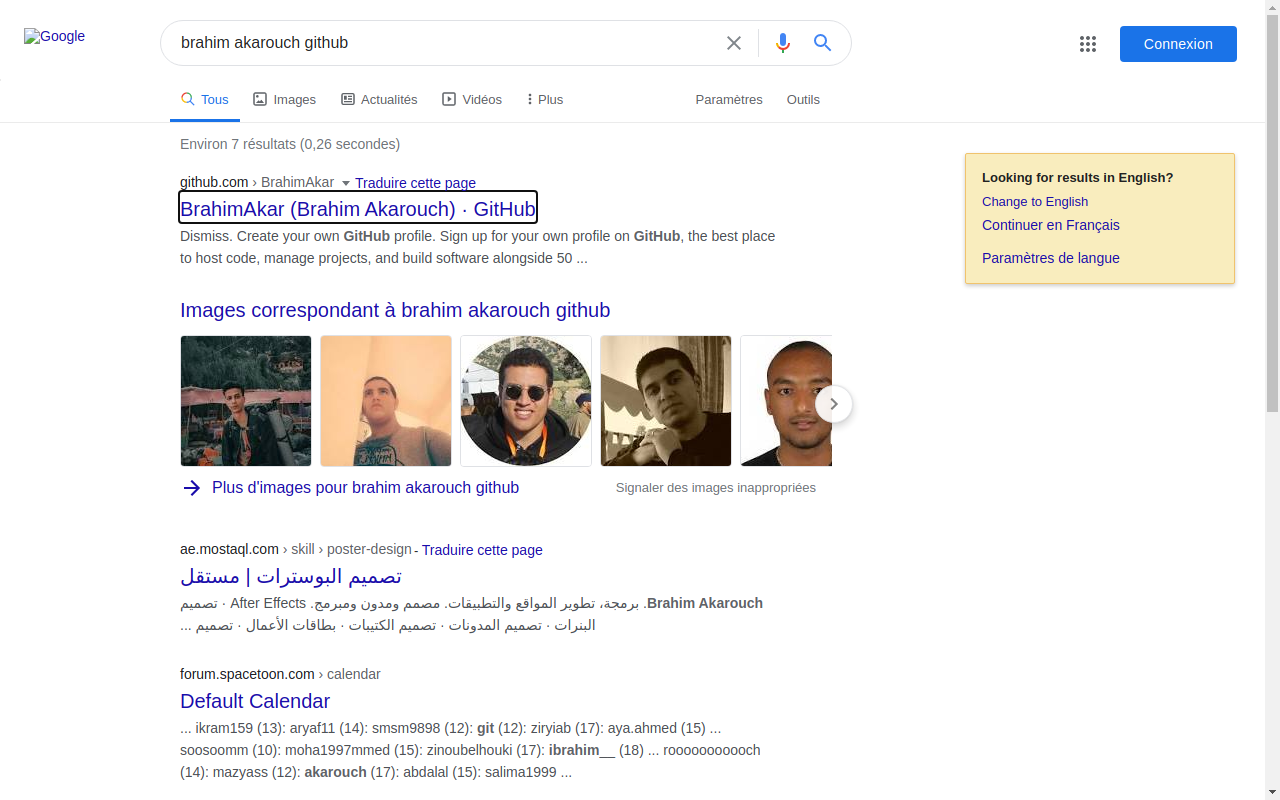 Google
brahim akarouch github
Connexion
Tous
Images
Actualités
Vidéos
Plus
Paramètres
Outils
Environ 7 résultats (0,26 secondes)
Looking for results in English?
Change to English
Continuer en Français
Paramètres de langue
github.com › BrahimAkar
Traduire cette page
BrahimAkar (Brahim Akarouch) · GitHub
Dismiss. Create your own GitHub profile. Sign up for your own profile on GitHub, the best place
to host code, manage projects, and build software alongside 50 ...
Images correspondant à brahim akarouch github
Plus d'images pour brahim akarouch github
Signaler des images inappropriées
ae.mostaql.com › skill › poster-design - Traduire cette page
تصميم البوسترات | مستقل
Brahim Akarouch. برمجة، تطوير المواقع والتطبيقات. مصمم ومدون ومبرمج. After Effects · تصميم
البنرات · تصميم المدونات · تصميم الكتيبات · بطاقات الأعمال · تصميم ...
forum.spacetoon.com › calendar
Default Calendar
... ikram159 (13): aryaf11 (14): smsm9898 (12): git (12): ziryiab (17): aya.ahmed (15) ...
soosoomm (10): moha1997mmed (15): zinoubelhouki (17): ibrahim__ (18) ... rooooooooooch
(14): mazyass (12): akarouch (17): abdalal (15): salima1999 ...